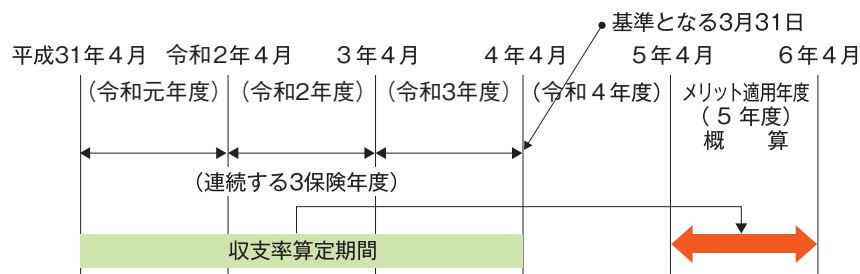 基準となる3月31日
平成31年4月 令和2年4月 3年4月 4年4月 5年4月 6年4月
(令和元年度) (令和2年度) (令和3年度) (令和4年度) メリット適用年度
(5年度)
概算
(連続する3保険年度)
収支率算定期間